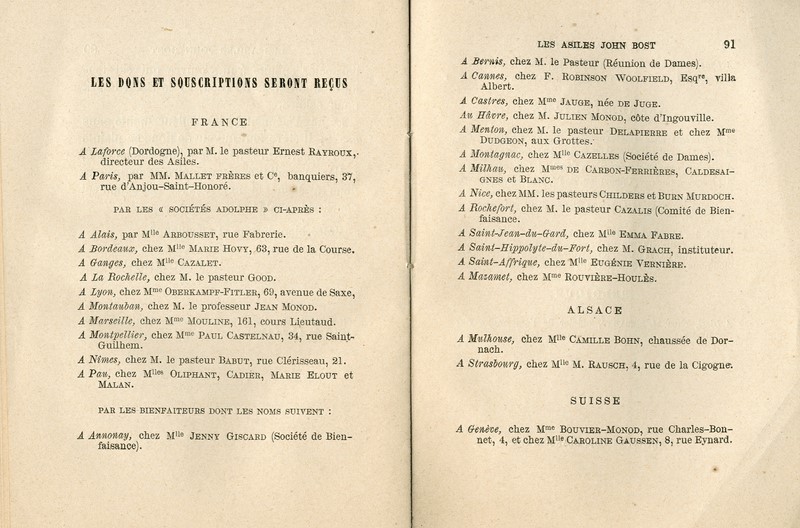 LES DONS ET SOUSCRIPTIONS SERONT REÇUS
FRANCE
A Laforce (Dordogne), par M. le pasteur Ernest RAYROUX,
directeur des Asiles.
A Paris, par MM. MALLET FRÈRES et Cᵉ, banquiers, 37,
rue d'Anjou-Saint-Honoré.
PAR LES « SOCIÉTÉS ADOLPHE » CI-APRÈS :
A Alais, par Mˡˡᵉ ARBOUSSET, rue Fabrerie.
A Bordeaux, chez Mˡˡᵉ MARIE HOVY, 63, rue de la Course.
A Ganges, chez Mˡˡᵉ CAZALET.
A La Rochelle, chez M. le pasteur GOOD.
A Lyon, chez Mᵐᵉ OBERKAMPF-FITLER, 69, avenue de Saxe,
A Montauban, chez M. le professeur JEAN MONOD.
A Marseille, chez Mᵐᵉ MOULINE, 161, cours Lieutaud.
A Montpellier, chez Mᵐᵉ PAUL CASTELNAU, 34, rue Saint-
Guilhem.
A Nîmes, chez M. le pasteur BABUT, rue Clérisseau, 21.
A Pau, chez Mˡˡᵉˢ OLIPHANT, CADIER, MARIE ELOUT et
MALAN.
PAR LES BIENFAITEURS DONT LES NOMS SUIVENT :
A Annonay, chez Mˡˡᵉ JENNY GISCARD (Société de Bien-
faisance).
LES ASILES JOHN BOST 91
A Bernis, chez M. le Pasteur (Réunion de Dames).
A Cannes, chez F. ROBINSON WOOLFIELD, Esqʳᵉ, villa
Albert.
A Castres, chez Mᵐᵉ JAUGE, née DE JUGE.
Au Hâvre, chez M. JULIEN MONOD, côte d'Ingouville.
A Menton, chez M. le pasteur DELAPIERRE et chez Mᵐᵉ
DUDGEON, aux Grottes.
A Montagnac, chez Mˡˡᵉ CAZELLES (Société de Dames).
A Milhau, chez Mᵐᵉˢ DE CARBON-FERRIÈRES, CALDESAI-
GNES et BLANC.
A Nice, chez MM. les pasteurs CHILDERS et BURN MURDOCH.
A Rochefort, chez M. le pasteur CAZALIS (Comité de Bien-
faisance.
A Saint-Jean-du-Gard, chez Mˡˡᵉ EMMA FABRE.
A Saint-Hippolyte-du-Fort, chez M. GRACH, instituteur.
A Saint-Affrique, chez Mˡˡᵉ EUGÉNIE VERNIÈRE.
A Mazamet, chez Mᵐᵉ ROUVIÈRE-HOULÈS.
ALSACE
A Mulhouse, chez Mˡˡᵉ CAMILLE BOHN, chaussée de Dor-
nach.
A Strasbourg, chez Mˡˡᵉ M. RAUSCH, 4, rue de la Cigogne.
SUISSE
A Genève, chez Mᵐᵉ BOUVIER-MONOD, rue Charles-Bon-
net, 4, et chez Mˡˡᵉ CAROLINE GAUSSEN, 8, rue Eynard.